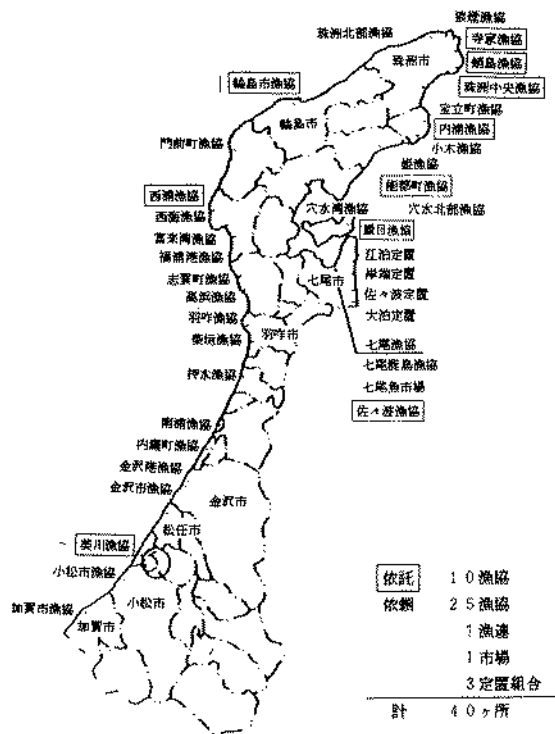 狼煙漁協
珠洲北部漁協
寺家漁協
蛸島漁協
珠洲市
珠洲中央漁協
輪島市漁協
宝立町漁協
輪島市
内浦漁協
門前町漁協
小木漁協
姫漁協
能都町漁協
西浦漁協
穴水湾漁協
穴水北部漁協
西海漁協
富来湾漁協
江泊定置
福浦港漁協
岸端定置
志賀町漁協
七尾市
佐々波定置
高浜漁協
大泊定置
羽咋漁協
羽咋市
柴垣漁協
七尾漁協
七尾鹿島漁協
押水漁協
七尾魚市場
佐々波漁協
南浦漁協
内灘町漁協
金沢港漁協
金沢市漁協
金沢市
松任市
美川漁協
小松市漁協
小松市
加賀市漁協
加賀市
依託 10漁協
依頼 25漁協
1漁連
1市場
3定置組合
計 40ヶ所